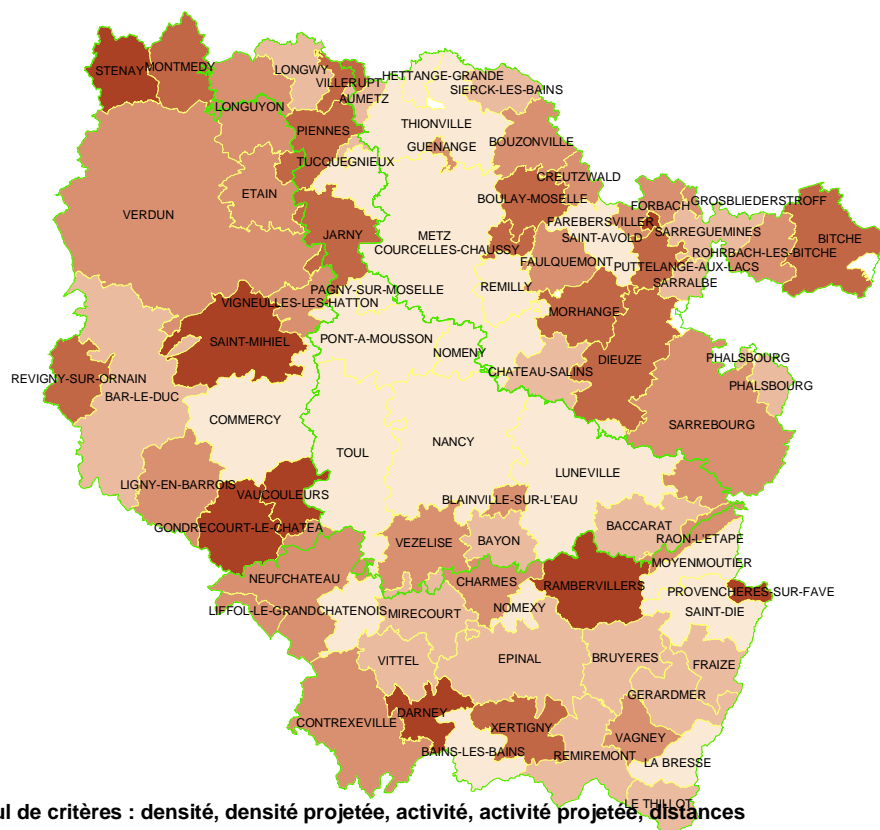 STENAY
MONTMEDY
LONGWY
HETTANGE-GRANDE
VILLERUPT
SIERCK-LES-BAINS
AUMETZ
LONGUYON
THIONVILLE
PIENNES
GUENANGE
BOUZONVILLE
TUCQUEGNIEUX
CREUTZWALD
ETAIN
BOULAY-MOSELLE
VERDUN
FORBACH
GROSBLIEDERSTROFF
FAREBERSVILLER
JARNY
METZ
SAINT-AVOLD
SARREGUEMINES
BITCHE
COURCELLES-CHAUSSY
ROHRBACH-LES-BITCHE
FAULQUEMONT
PUTTELANGE-AUX-LACS
PAGNY-SUR-MOSELLE
REMILLY
SARRALBE
VIGNEULLES-LES-HATTON
MORHANGE
SAINT-MIHIEL
PONT-A-MOUSSON
NOMENY
DIEUZE
PHALSBOURG
REVIGNY-SUR-ORNAIN
CHATEAU-SALINS
PHALSBOURG
BAR-LE-DUC
COMMERCY
SARREBOURG
TOUL
NANCY
LUNEVILLE
LIGNY-EN-BARROIS
VAUCOULEURS
BLAINVILLE-SUR-L'EAU
GONDRECOURT-LE-CHATEA
BACCARAT
VEZELISE
BAYON
RAON-L'ETAPE
MOYENMOUTIER
NEUFCHATEAU
CHARMES
RAMBERVILLERS
PROVENCHERES-SUR-FAVE
LIFFOL-LE-GRAND
CHATENOIS
MIRECOURT
NOMEXY
SAINT-DIE
VITTEL
EPINAL
BRUYERES
FRAIZE
GERARDMER
DARNEY
CONTREXEVILLE
XERTIGNY
VAGNEY
BAINS-LES-BAINS
REMIREMONT
LA BRESSE
LE THILLOT
ul de critères : densité, densité projetée, activité, activité projetée, distances